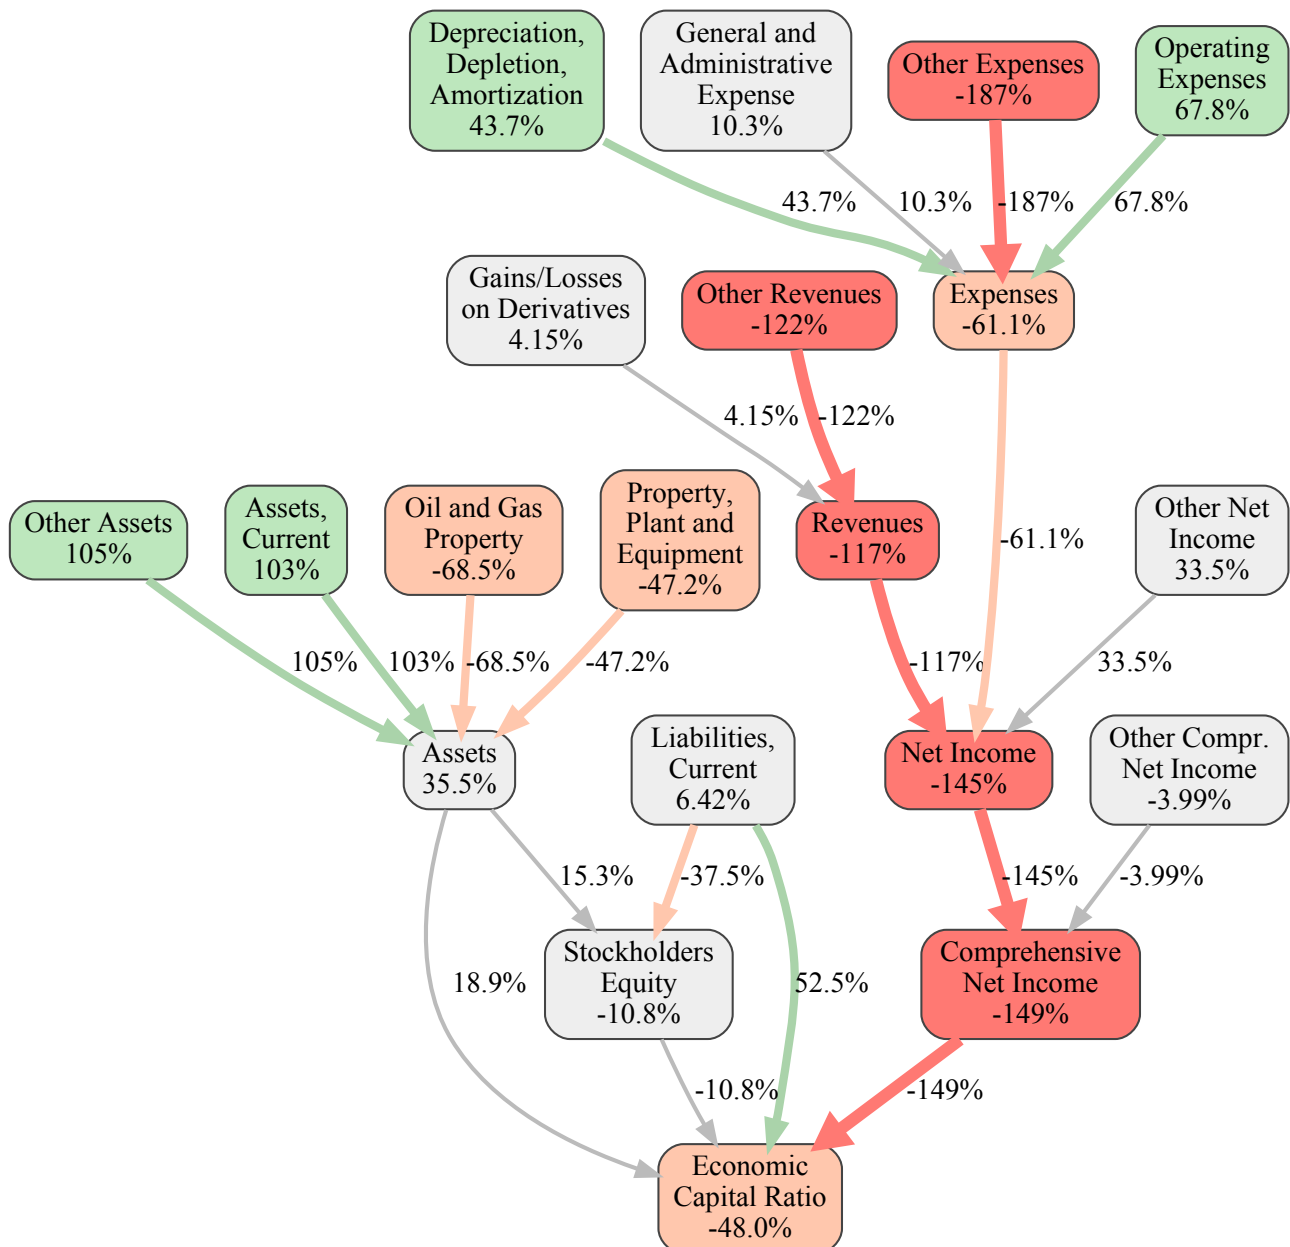 Depreciation,
Depletion,
Amortization
43.7%
General and
Administrative
Expense
10.3%
Other Expenses
-187%
Operating
Expenses
67.8%
43.7%
10.3%
-187%
67.8%
Gains/Losses
on Derivatives
4.15%
Other Revenues
-122%
Expenses
-61.1%
4.15%
-122%
Other Assets
105%
Assets,
Current
103%
Oil and Gas
Property
-68.5%
Property,
Plant and
Equipment
-47.2%
Revenues
-117%
-61.1%
Other Net
Income
33.5%
105%
103%
-68.5%
-47.2%
-117%
33.5%
Assets
35.5%
Liabilities,
Current
6.42%
Net Income
-145%
Other Compr.
Net Income
-3.99%
15.3%
-37.5%
-145%
-3.99%
Stockholders
Equity
-10.8%
Comprehensive
Net Income
-149%
18.9%
52.5%
-10.8%
-149%
Economic
Capital Ratio
-48.0%